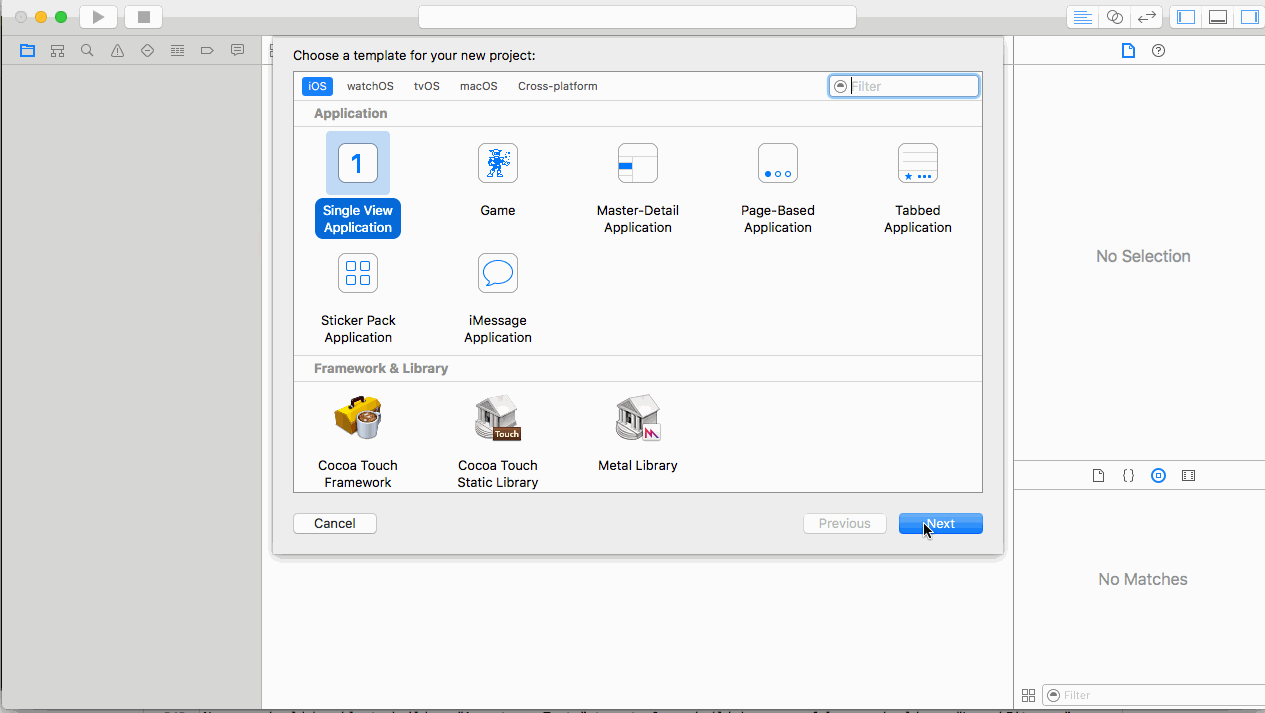 Choose a template for your new project:
iOS watchOS tvOS macOS Cross-platform
Filter
Application
1
Single View
Application
Game
Master-Detail
Application
Page-Based
Application
Tabbed
Application
Sticker Pack
Application
iMessage
Application
Framework & Library
Cocoa Touch
Framework
Touch
Cocoa Touch
Static Library
Metal Library
Cancel
Previous
Next
No Selection
{}
No Matches
Filter